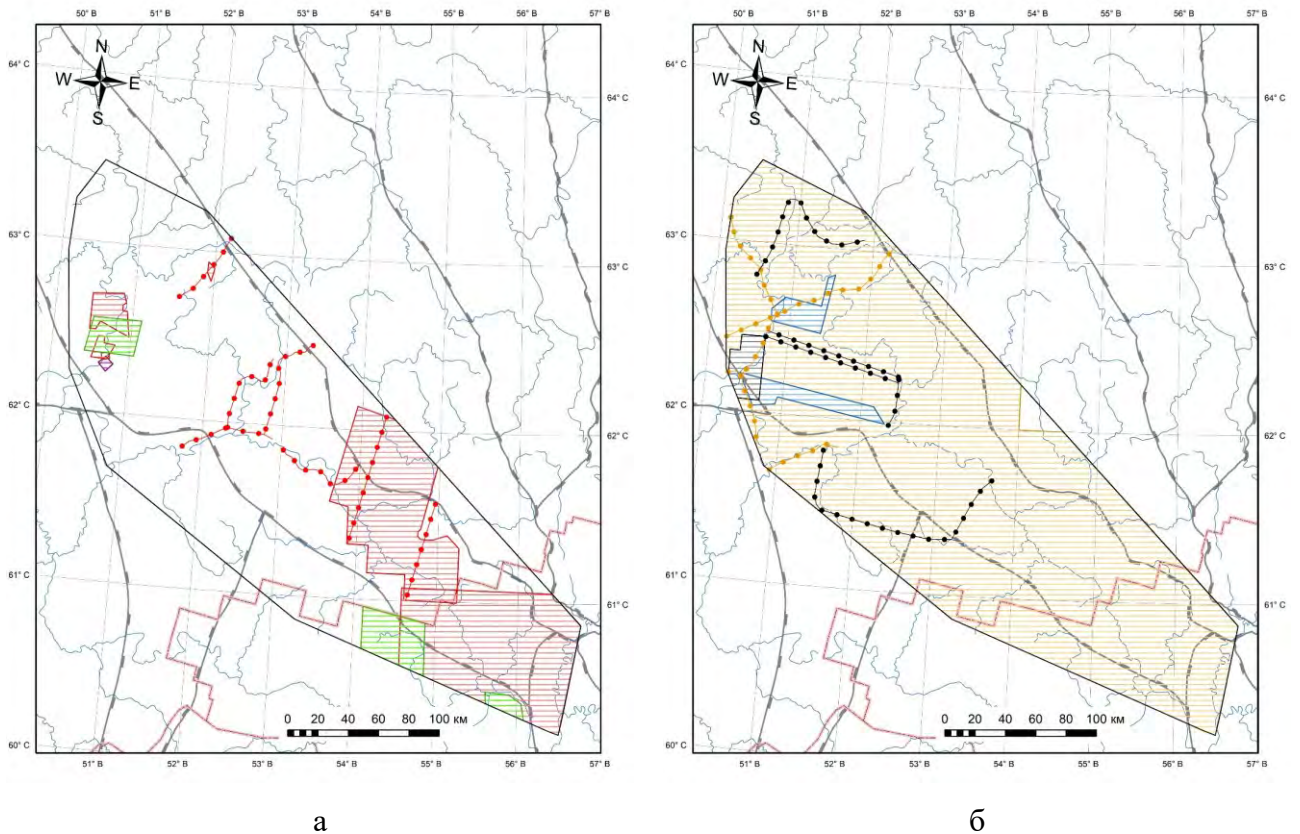 50° В 51° В 52° В 53° В 54° В 55° В 56° В 57° В
50° В 51° В 52° В 53° В 54° В 55° В 56° В 57° В
64° С
64° С
N
W E
S
64° С
64° С
N
W E
S
63° С
63° С
63° С
63° С
62° С
62° С
62° С
62° С
61° С
61° С
61° С
61° С
0 20 40 60 80 100 км
0 20 40 60 80 100 км
60° С
60° С
51° В 52° В 53° В 54° В 55° В 56° В 57° В
51° В 52° В 53° В 54° В 55° В 56° В 57° В
а
б